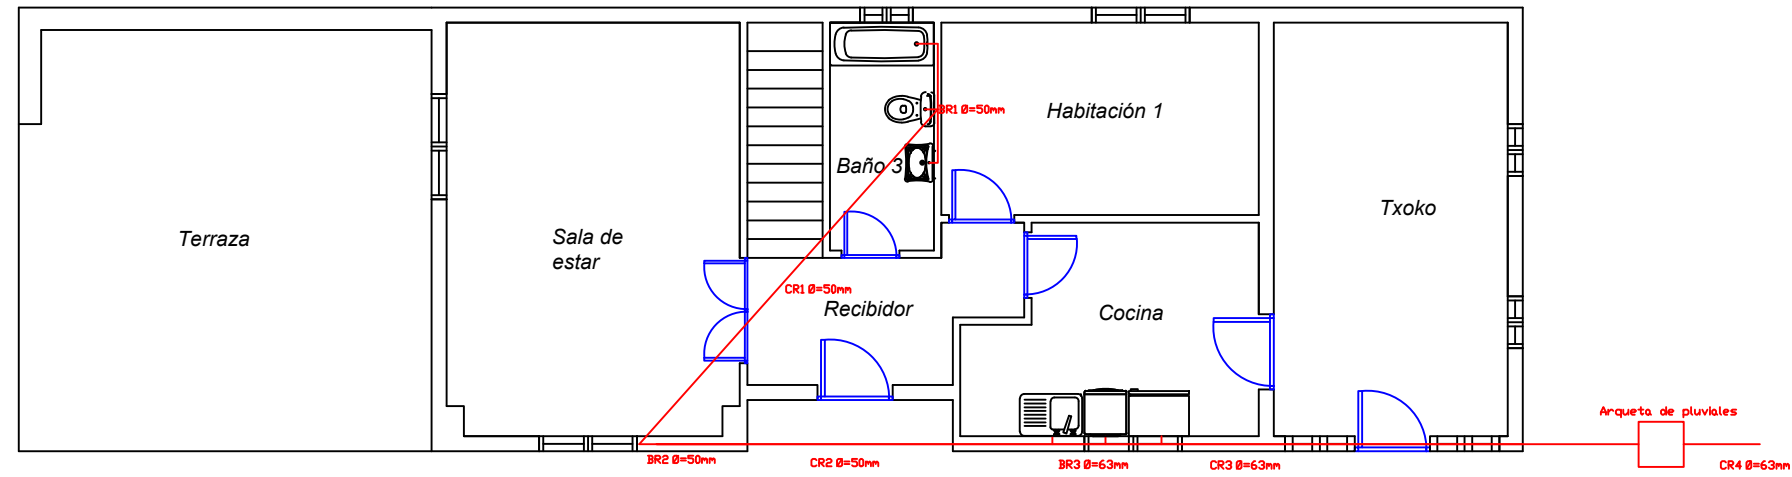 BR1 Ø=50mm
Habitación 1
Baño 3
Txoko
Terraza
Sala de
estar
CR1 Ø=50mm
Recibidor
Cocina
Arqueta de pluviales
BR2 Ø=50mm
CR2 Ø=50mm
BR3 Ø=63mm
CR3 Ø=63mm
CR4 Ø=63mm